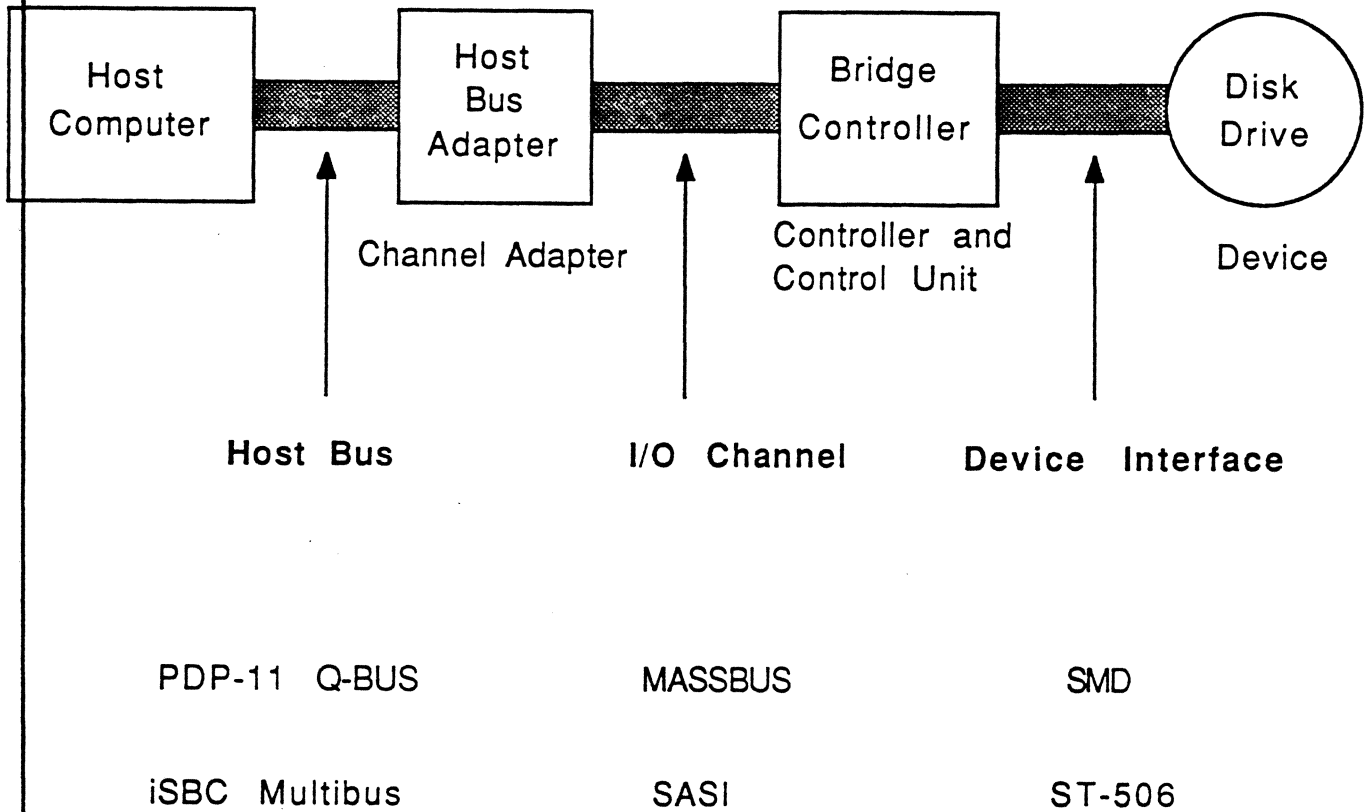 Host
Computer
Host
Bus
Adapter
Bridge
Controller
Disk
Drive
Channel Adapter
Controller and
Control Unit
Device
Host Bus
I/O Channel
Device Interface
PDP-11 Q-BUS
MASSBUS
SMD
iSBC Multibus
SASI
ST-506